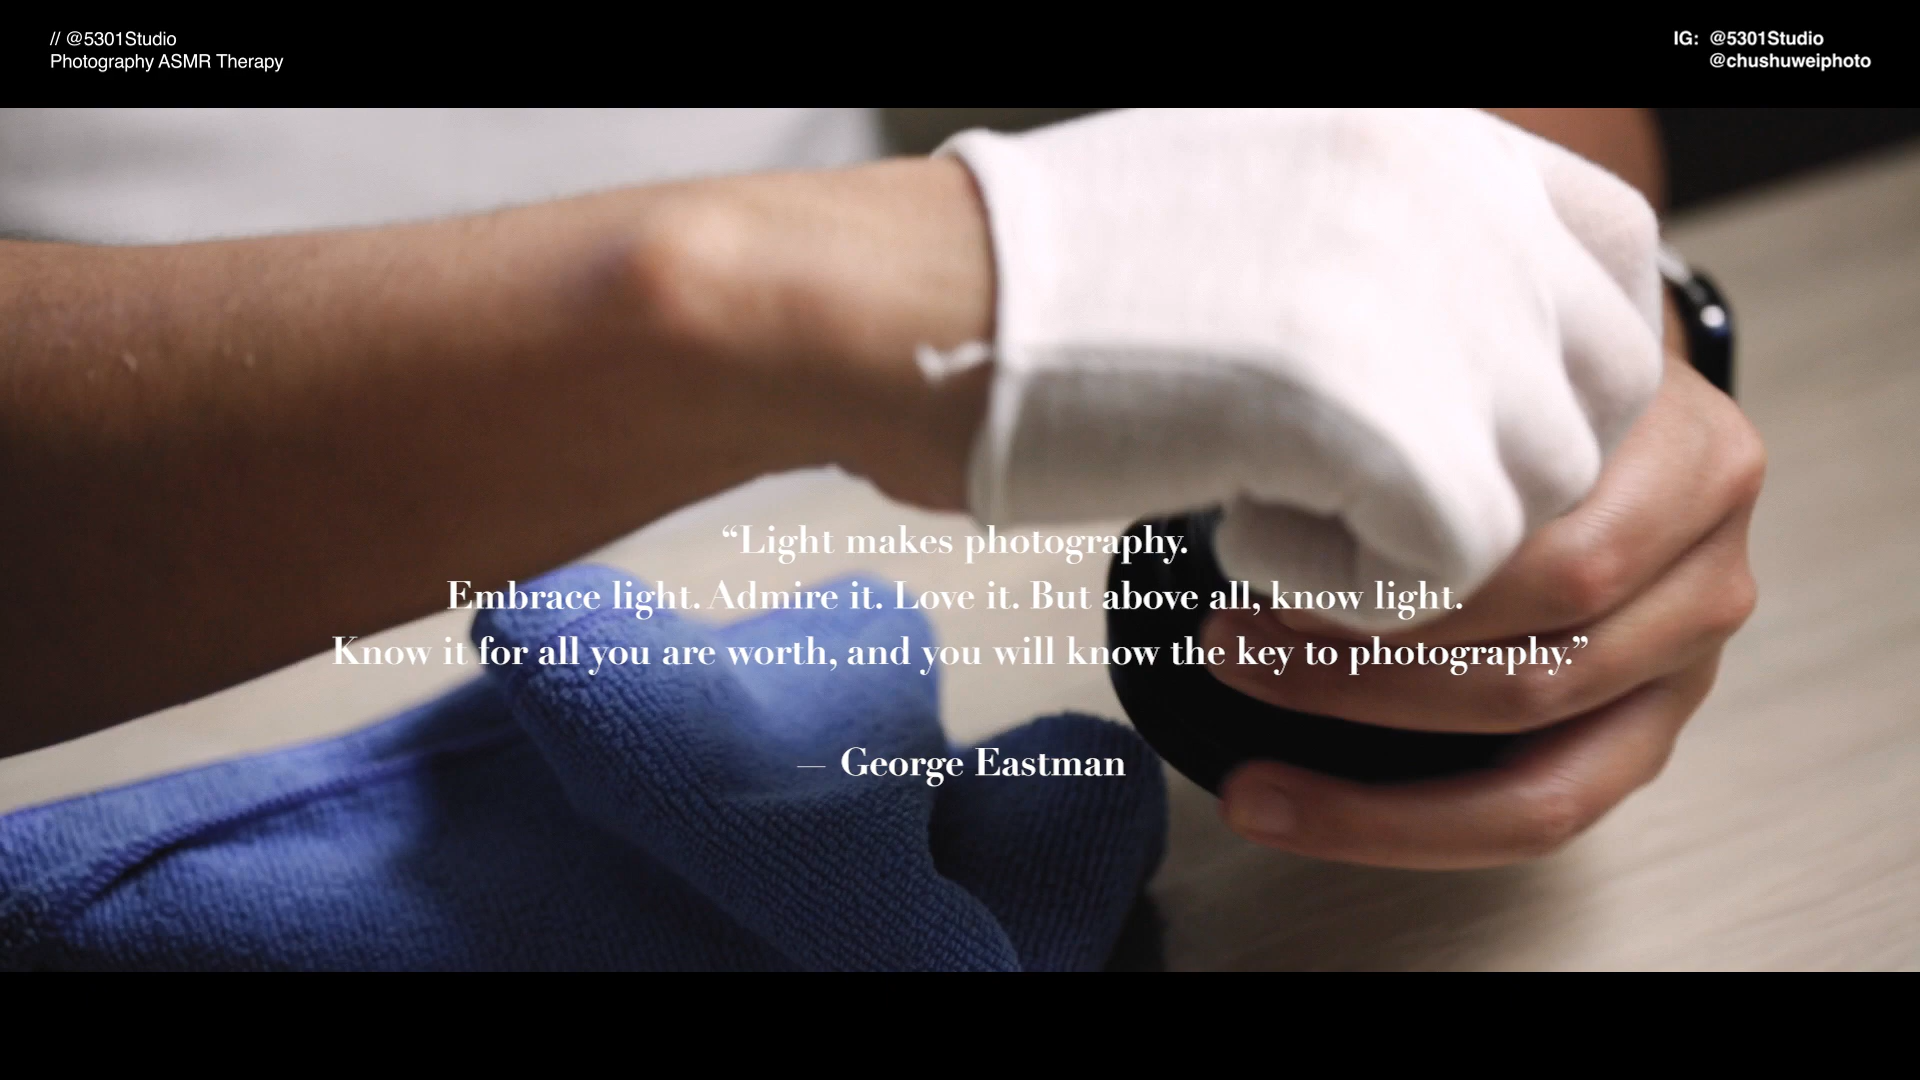 // @5301Studio
Photography ASMR Therapy
IG: @5301Studio
@chushuweiphoto
“Light makes photography.
Embrace light. Admire it. Love it. But above all, know light.
Know it for all you are worth, and you will know the key to photography.”
— George Eastman